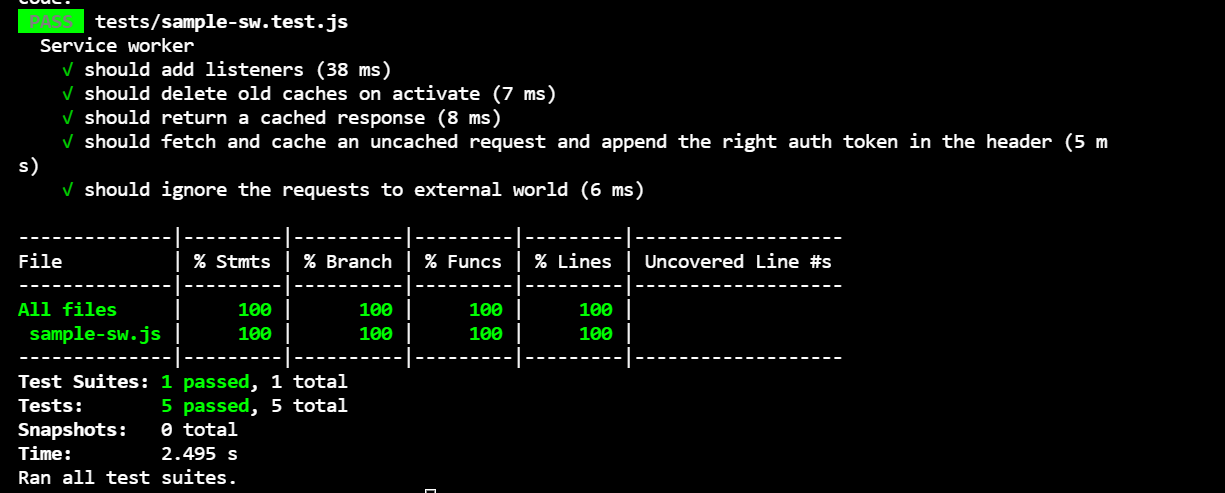 code.
PASS tests/sample-sw.test.js
Service worker
√ should add listeners (38 ms)
√ should delete old caches on activate (7 ms)
√ should return a cached response (8 ms)
√ should fetch and cache an uncached request and append the right auth token in the header (5 m
s)
√ should ignore the requests to external world (6 ms)
--------------|---------|----------|---------|---------|-------------------
File          | % Stmts | % Branch | % Funcs | % Lines | Uncovered Line #s
--------------|---------|----------|---------|---------|-------------------
All files     |     100 |      100 |     100 |     100 |
 sample-sw.js |     100 |      100 |     100 |     100 |
--------------|---------|----------|---------|---------|-------------------
Test Suites: 1 passed, 1 total
Tests:       5 passed, 5 total
Snapshots:   0 total
Time:        2.495 s
Ran all test suites.